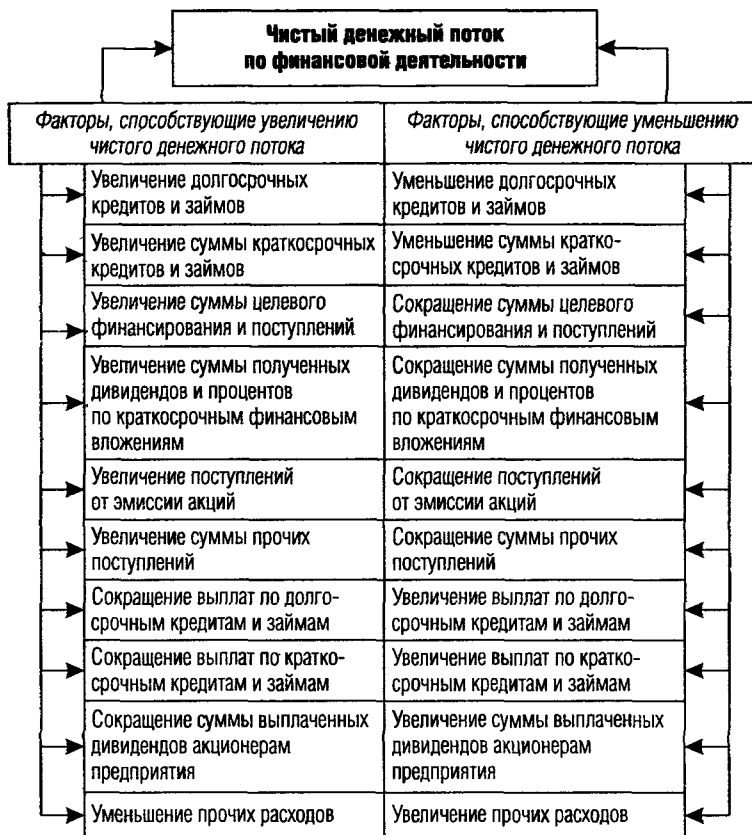 Чистый денежный поток
по финансовой деятельности
Факторы, способствующие увеличению
чистого денежного потока
Факторы, способствующие уменьшению
чистого денежного потока
Увеличение долгосрочных
кредитов и займов
Уменьшение долгосрочных
кредитов и займов
Увеличение суммы краткосрочных
кредитов и займов
Уменьшение суммы кратко-
срочных кредитов и займов
Увеличение суммы целевого
финансирования и поступлений
Сокращение суммы целевого
финансирования и поступлений
Увеличение суммы полученных
дивидендов и процентов
по краткосрочным финансовым
вложениям
Сокращение суммы полученных
дивидендов и процентов
по краткосрочным финансовым
вложениям
Увеличение поступлений
от эмиссии акций
Сокращение поступлений
от эмиссии акций
Увеличение суммы прочих
поступлений
Сокращение суммы прочих
поступлений
Сокращение выплат по долго-
срочным кредитам и займам
Увеличение выплат по долго-
срочным кредитам и займам
Сокращение выплат по кратко-
срочным кредитам и займам
Увеличение выплат по кратко-
срочным кредитам и займам
Сокращение суммы выплаченных
дивидендов акционерам
предприятия
Увеличение суммы выплаченных
дивидендов акционерам
предприятия
Уменьшение прочих расходов
Увеличение прочих расходов